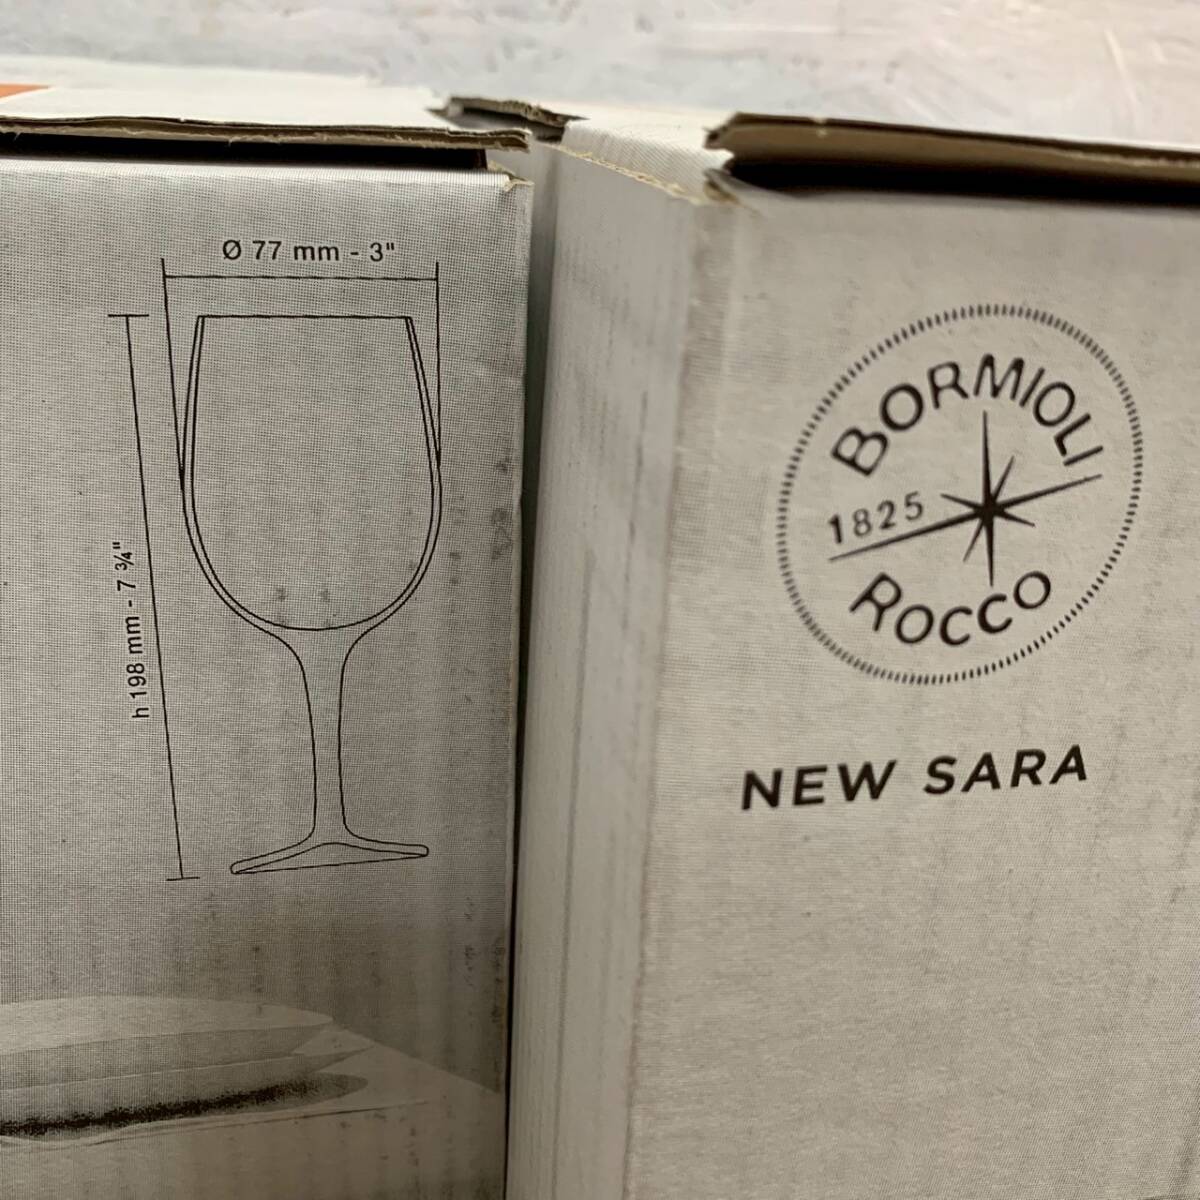 Ø 77 mm - 3"
h 198 mm - 7 ¾"
BORMIOLI
1825
ROCCO
NEW SARA